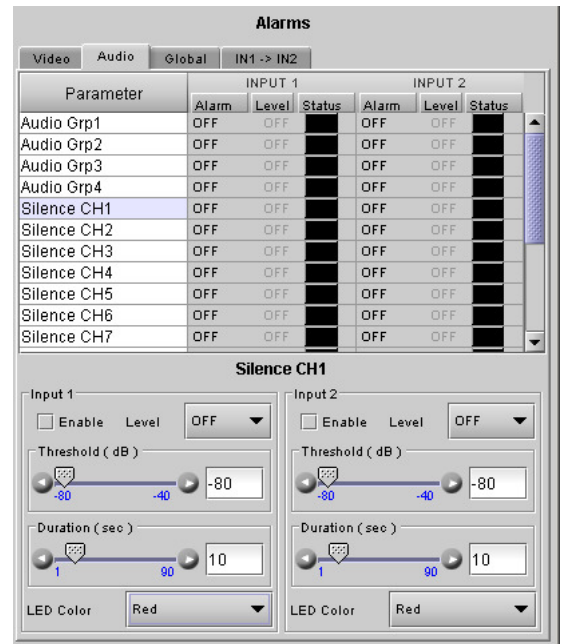 Alarms
Video Audio Global IN1 -> IN2
Parameter INPUT 1 INPUT 2
Alarm Level Status Alarm Level Status
Audio Grp1 OFF OFF OFF OFF
Audio Grp2 OFF OFF OFF OFF
Audio Grp3 OFF OFF OFF OFF
Audio Grp4 OFF OFF OFF OFF
Silence CH1 OFF OFF OFF OFF
Silence CH2 OFF OFF OFF OFF
Silence CH3 OFF OFF OFF OFF
Silence CH4 OFF OFF OFF OFF
Silence CH5 OFF OFF OFF OFF
Silence CH6 OFF OFF OFF OFF
Silence CH7 OFF OFF OFF OFF
Silence CH1
Input 1 Input 2
Enable Level OFF Enable Level OFF
Threshold ( dB ) Threshold ( dB )
-80 -80
-80 -40 -80 -40
Duration ( sec ) Duration ( sec )
10 10
1 90 1 90
LED Color Red LED Color Red